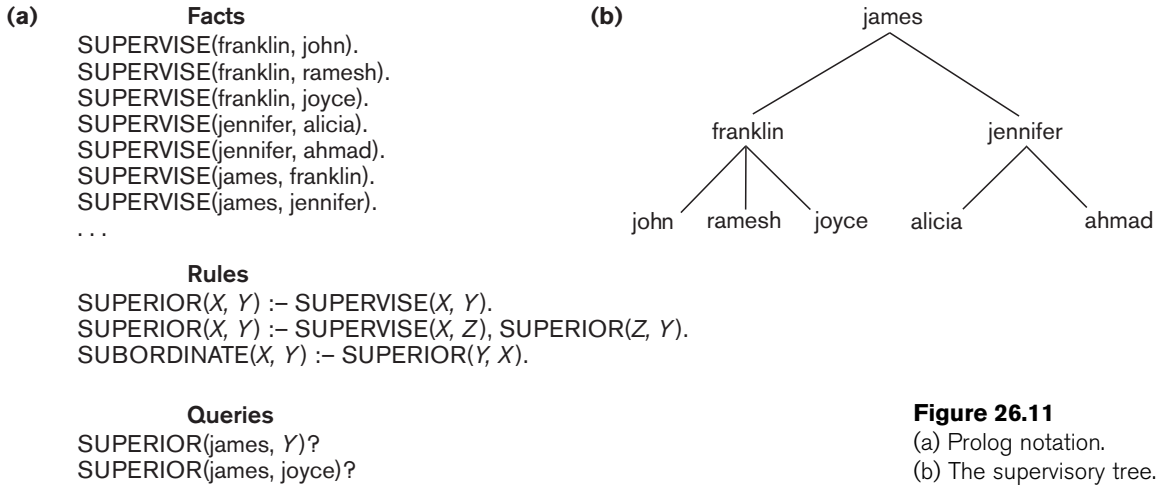 (a)
Facts
SUPERVISE(franklin, john).
SUPERVISE(franklin, ramesh).
SUPERVISE(franklin, joyce).
SUPERVISE(jennifer, alicia).
SUPERVISE(jennifer, ahmad).
SUPERVISE(james, franklin).
SUPERVISE(james, jennifer).
. . .
Rules
SUPERIOR(X, Y) :– SUPERVISE(X, Y).
SUPERIOR(X, Y) :– SUPERVISE(X, Z), SUPERIOR(Z, Y).
SUBORDINATE(X, Y) :– SUPERIOR(Y, X).
Queries
SUPERIOR(james, Y)?
SUPERIOR(james, joyce)?
(b)
james
franklin jennifer
john ramesh joyce alicia ahmad
Figure 26.11
(a) Prolog notation.
(b) The supervisory tree.